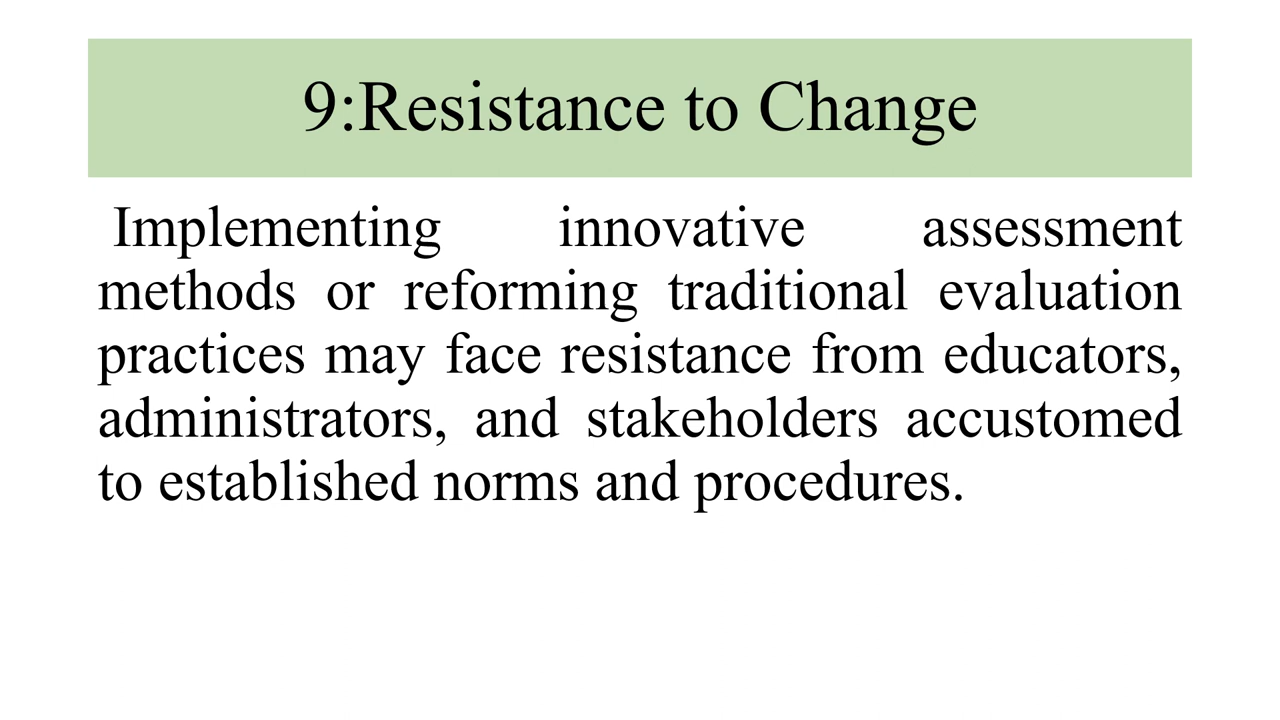 9:Resistance to Change
Implementing innovative assessment
methods or reforming traditional evaluation
practices may face resistance from educators,
administrators, and stakeholders accustomed
to established norms and procedures.